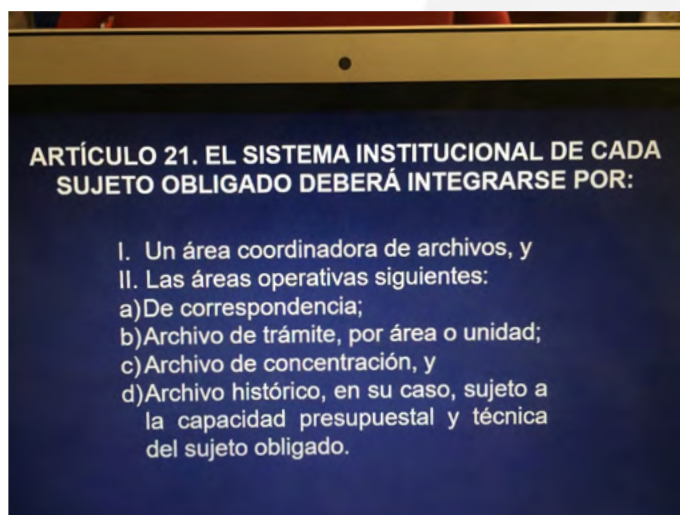 ARTÍCULO 21. EL SISTEMA INSTITUCIONAL DE CADA
SUJETO OBLIGADO DEBERÁ INTEGRARSE POR:
I. Un área coordinadora de archivos, y
II. Las áreas operativas siguientes:
a)De correspondencia;
b)Archivo de trámite, por área o unidad;
c)Archivo de concentración, y
d)Archivo histórico, en su caso, sujeto a
la capacidad presupuestal y técnica
del sujeto obligado.